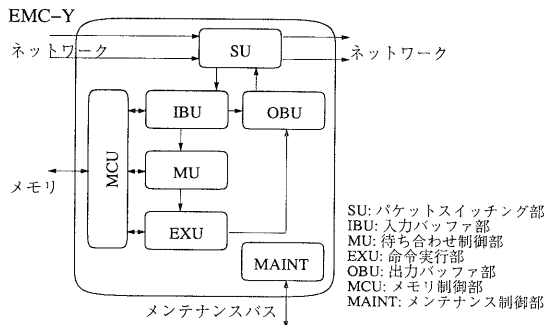 EMC-Y
ネットワーク
SU
ネットワーク
IBU
OBU
MCU
MU
メモリ
EXU
MAINT
メンテナンスバス
SU: パケットスイッチング部
IBU: 入力バッファ部
MU: 待ち合わせ制御部
EXU: 命令実行部
OBU: 出力バッファ部
MCU: メモリ制御部
MAINT: メンテナンス制御部